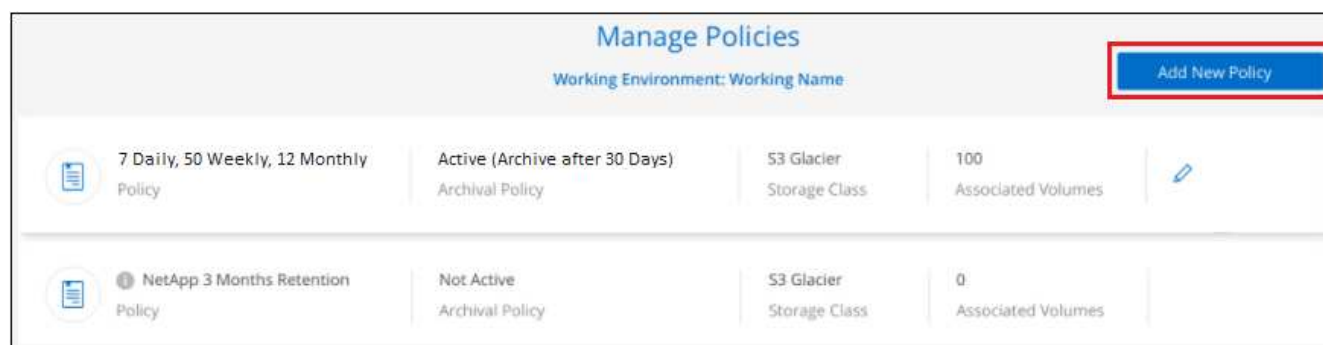 Manage Policies
Working Environment: Working Name
Add New Policy
7 Daily, 50 Weekly, 12 Monthly
Policy
Active (Archive after 30 Days)
Archival Policy
S3 Glacier
Storage Class
100
Associated Volumes
NetApp 3 Months Retention
Policy
Not Active
Archival Policy
S3 Glacier
Storage Class
0
Associated Volumes